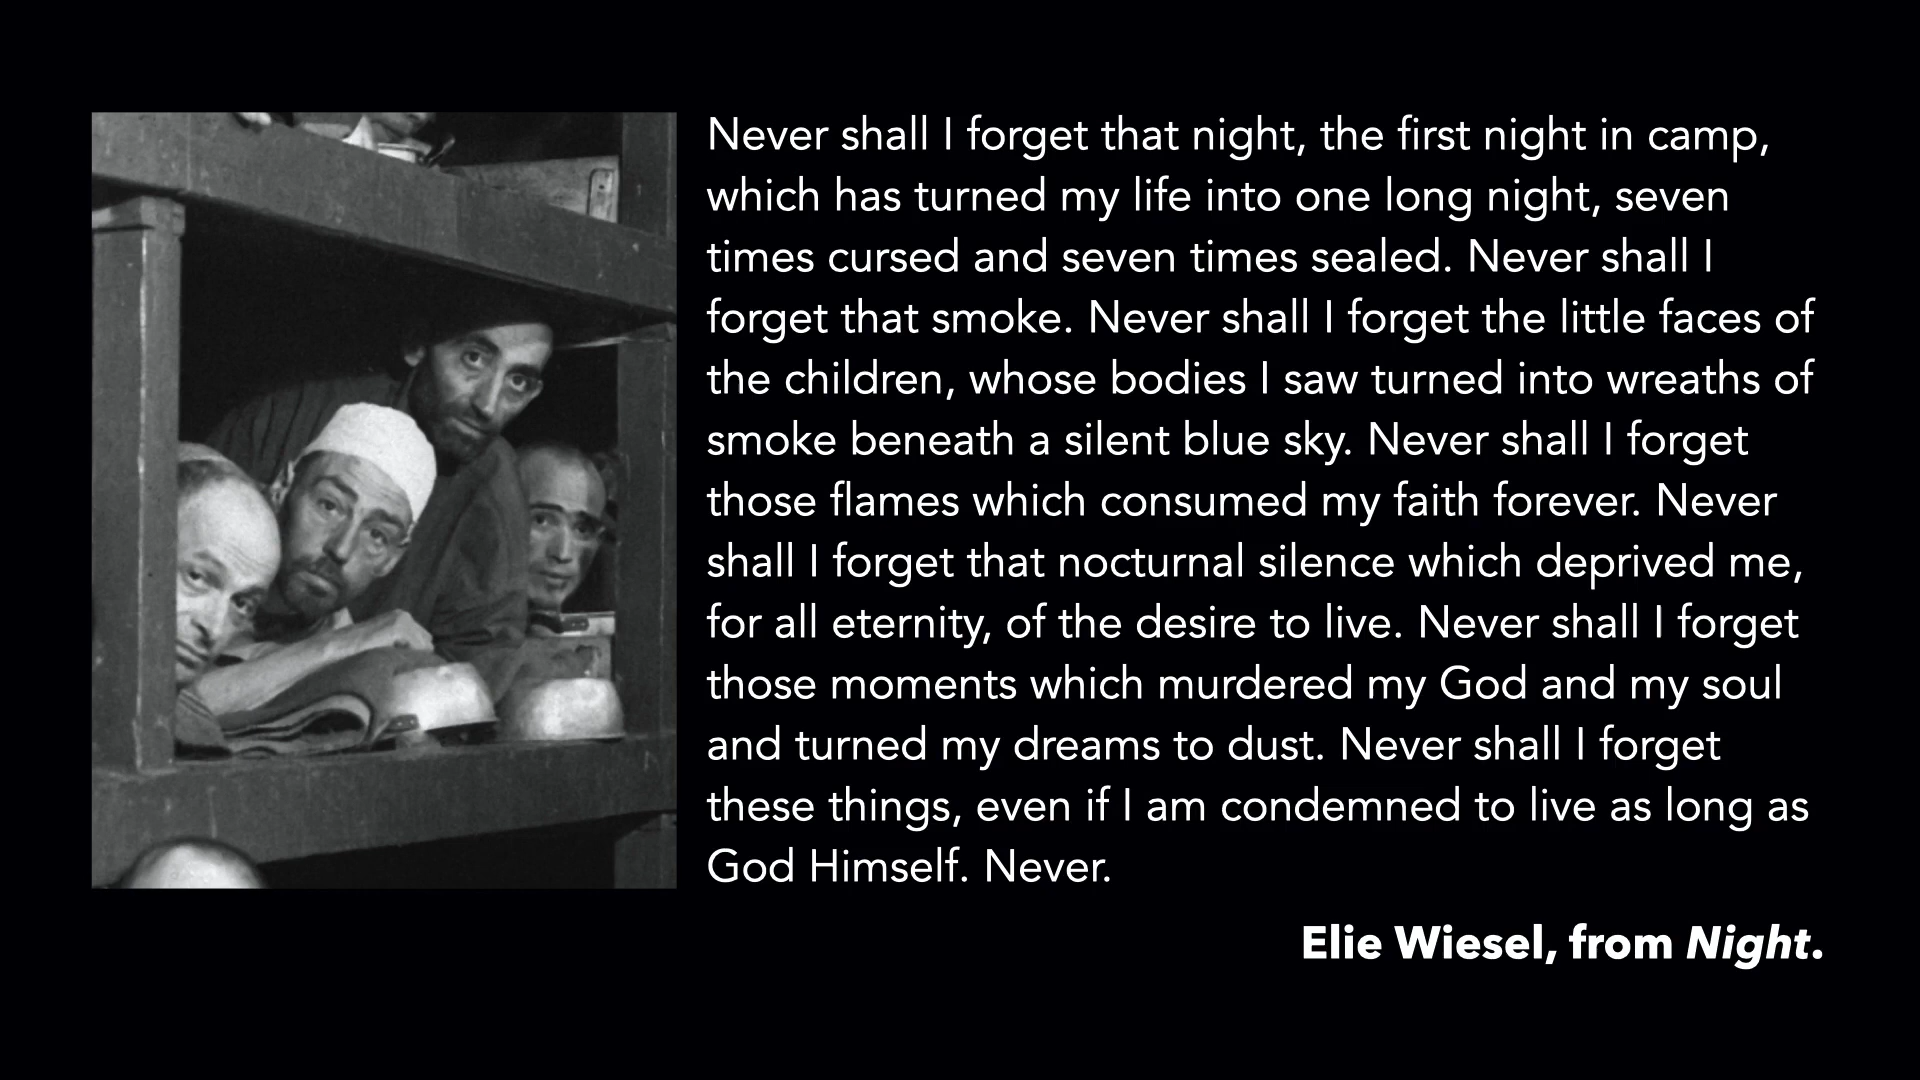 Never shall I forget that night, the first night in camp,
which has turned my life into one long night, seven
times cursed and seven times sealed. Never shall I
forget that smoke. Never shall I forget the little faces of
the children, whose bodies I saw turned into wreaths of
smoke beneath a silent blue sky. Never shall I forget
those flames which consumed my faith forever. Never
shall I forget that nocturnal silence which deprived me,
for all eternity, of the desire to live. Never shall I forget
those moments which murdered my God and my soul
and turned my dreams to dust. Never shall I forget
these things, even if I am condemned to live as long as
God Himself. Never.
Elie Wiesel, from Night.